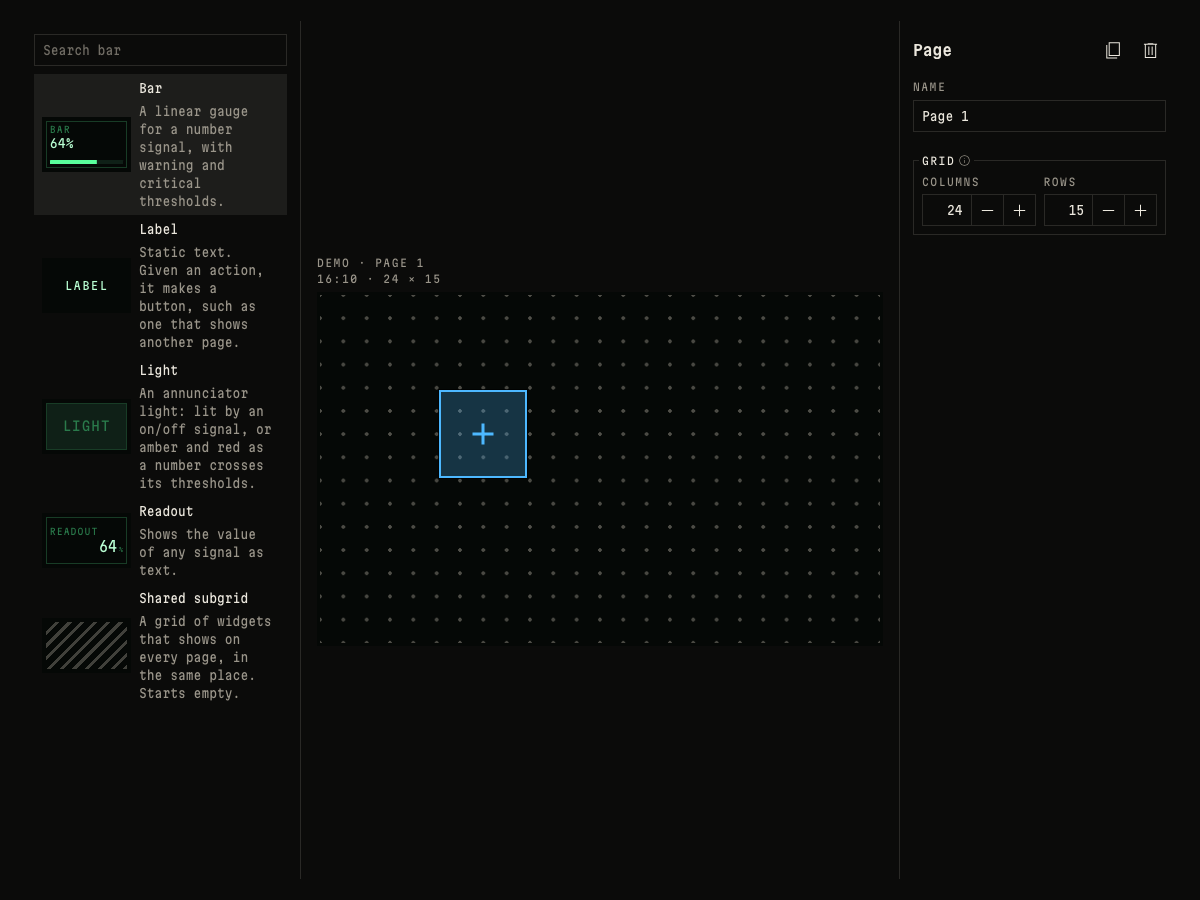 Search bar
BAR
64%
Bar
A linear gauge
for a number
signal, with
warning and
critical
thresholds.
LABEL
Label
Static text.
Given an action,
it makes a
button, such as
one that shows
another page.
LIGHT
Light
An annunciator
light: lit by an
on/off signal, or
amber and red as
a number crosses
its thresholds.
READOUT
64%
Readout
Shows the value
of any signal as
text.
Shared subgrid
A grid of widgets
that shows on
every page, in
the same place.
Starts empty.
DEMO · PAGE 1
16:10 · 24 × 15
Page
NAME
Page 1
GRID
COLUMNS ROWS
24 − + 15 − +